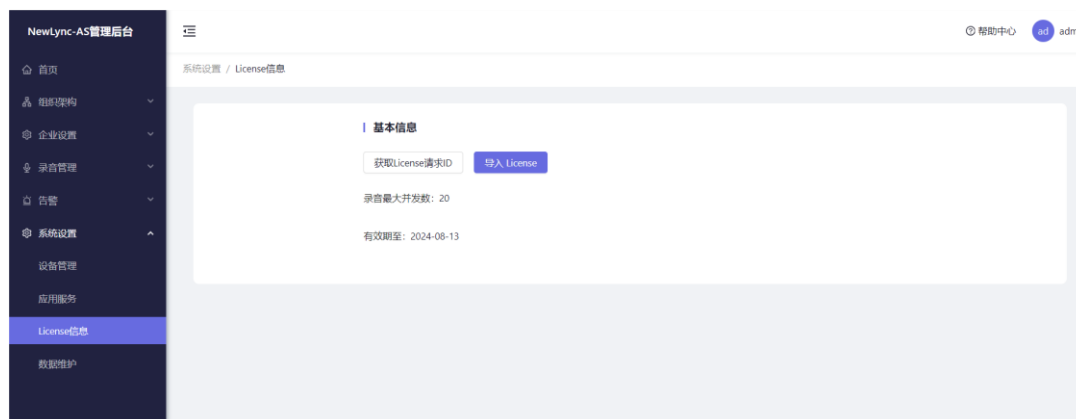 NewLync-AS管理后台
帮助中心
ad
adm
首页
系统设置 / License信息
组织架构
企业设置
录音管理
告警
系统设置
设备管理
应用服务
License信息
数据维护
基本信息
获取License请求ID
导入 License
录音最大并发数：20
有效期至：2024-08-13